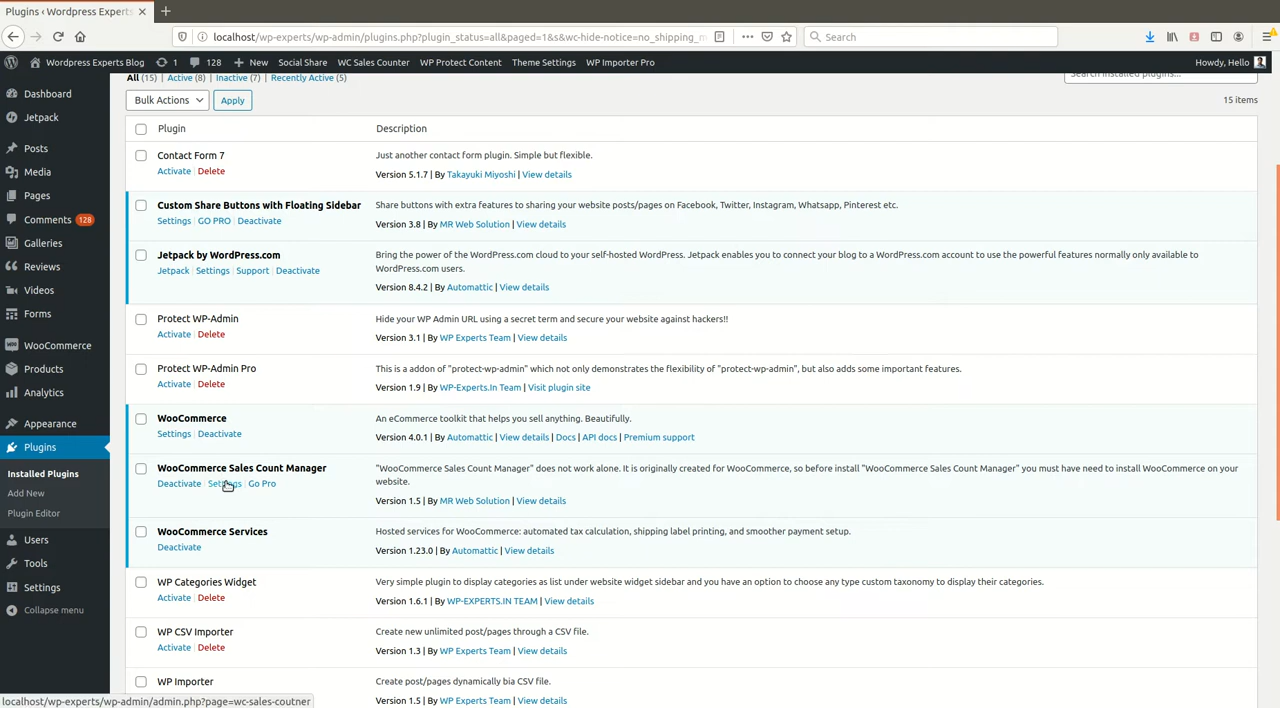 Plugins ‹ Wordpress Experts
localhost/wp-experts/wp-admin/plugins.php?plugin_status=all&paged=1&s&wc-hide-notice=no_shipping_m
Search
Wordpress Experts Blog 1 128 New Social Share WC Sales Counter WP Protect Content Theme Settings WP Importer Pro Howdy, Hello
All (15) | Active (8) | Inactive (7) | Recently Active (5)
Search installed plugins...
Bulk Actions Apply 15 items
Dashboard
Jetpack
Posts
Media
Pages
Comments 128
Galleries
Reviews
Videos
Forms
WooCommerce
Products
Analytics
Appearance
Plugins
Installed Plugins
Add New
Plugin Editor
Users
Tools
Settings
Collapse menu
Plugin Description
Contact Form 7 Just another contact form plugin. Simple but flexible.
Activate | Delete Version 5.1.7 | By Takayuki Miyoshi | View details
Custom Share Buttons with Floating Sidebar Share buttons with extra features to sharing your website posts/pages on Facebook, Twitter, Instagram, Whatsapp, Pinterest etc.
Settings | GO PRO | Deactivate Version 3.8 | By MR Web Solution | View details
Jetpack by WordPress.com Bring the power of the WordPress.com cloud to your self-hosted WordPress. Jetpack enables you to connect your blog to a WordPress.com account to use the powerful features normally only available to
Jetpack | Settings | Support | Deactivate WordPress.com users.
Version 8.4.2 | By Automattic | View details
Protect WP-Admin Hide your WP Admin URL using a secret term and secure your website against hackers!!
Activate | Delete Version 3.1 | By WP Experts Team | View details
Protect WP-Admin Pro This is a addon of "protect-wp-admin" which not only demonstrates the flexibility of "protect-wp-admin", but also adds some important features.
Activate | Delete Version 1.9 | By WP-Experts.In Team | Visit plugin site
WooCommerce An eCommerce toolkit that helps you sell anything. Beautifully.
Settings | Deactivate Version 4.0.1 | By Automattic | View details | Docs | API docs | Premium support
WooCommerce Sales Count Manager "WooCommerce Sales Count Manager" does not work alone. It is originally created for WooCommerce, so before install "WooCommerce Sales Count Manager" you must have need to install WooCommerce on your
Deactivate | Settings | Go Pro website.
Version 1.5 | By MR Web Solution | View details
WooCommerce Services Hosted services for WooCommerce: automated tax calculation, shipping label printing, and smoother payment setup.
Deactivate Version 1.23.0 | By Automattic | View details
WP Categories Widget Very simple plugin to display categories as list under website widget sidebar and you have an option to choose any type custom taxonomy to display their categories.
Activate | Delete Version 1.6.1 | By WP-EXPERTS.IN TEAM | View details
WP CSV Importer Create new unlimited post/pages through a CSV file.
Activate | Delete Version 1.3 | By WP Experts Team | View details
WP Importer Create post/pages dynamically bia CSV file.
Version 1.5 | By WP Experts Team | View details
localhost/wp-experts/wp-admin/admin.php?page=wc-sales-coutner